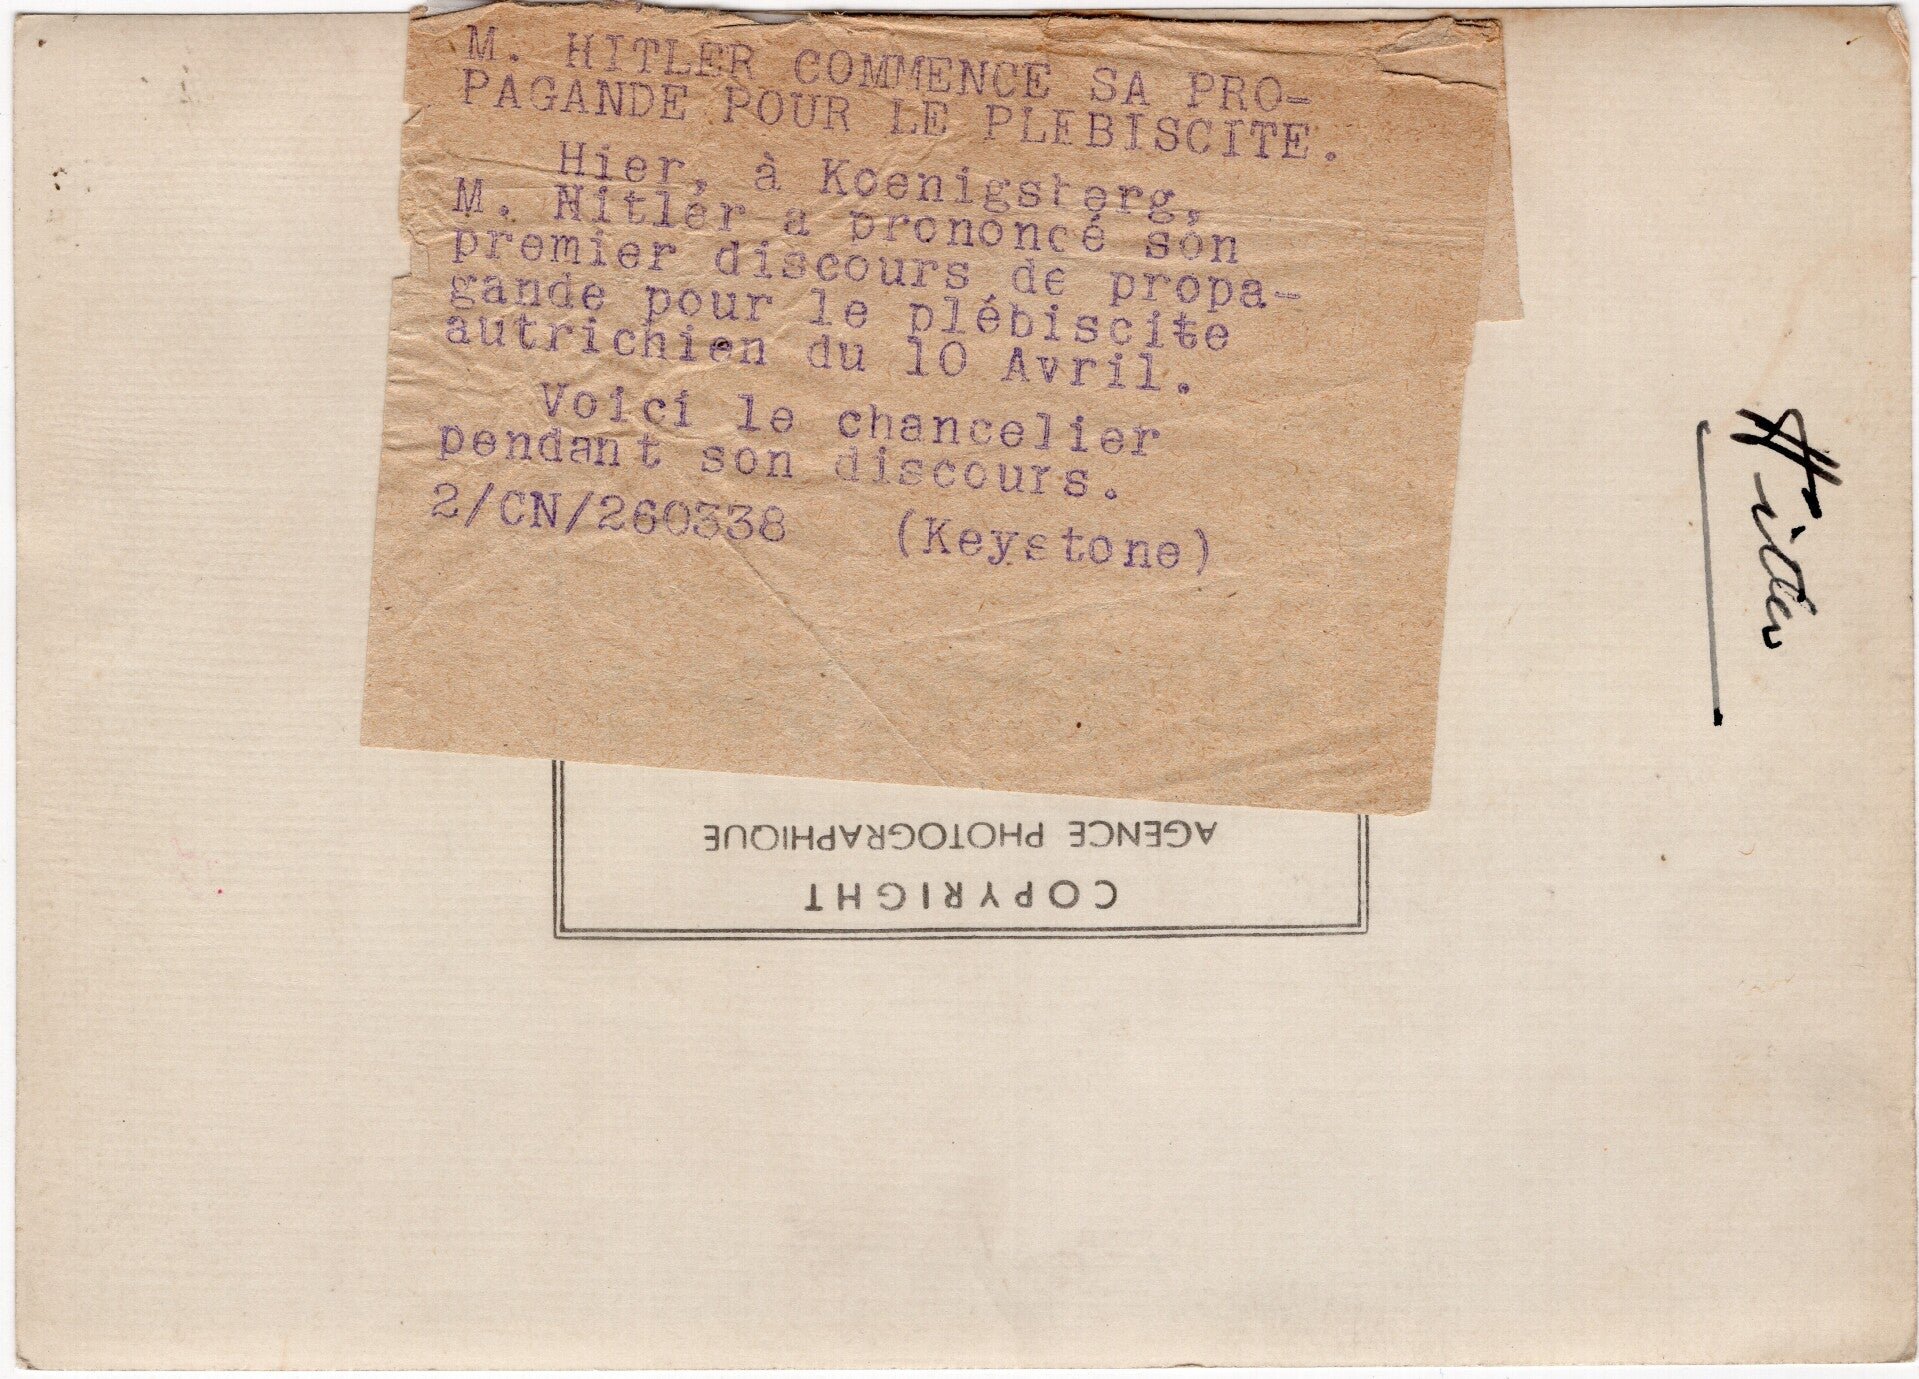 M. HITLER COMMENCE SA PRO-
PAGANDE POUR LE PLEBISCITE.
Hier, à Koenigsberg,
M. Hitler a prononcé son
premier discours de propa-
gande pour le plébiscite
autrichien du 10 Avril.
Voici le chancelier
pendant son discours.
2/CN/260338 (Keystone)
Hitler
COPYRIGHT
AGENCE PHOTOGRAPHIQUE